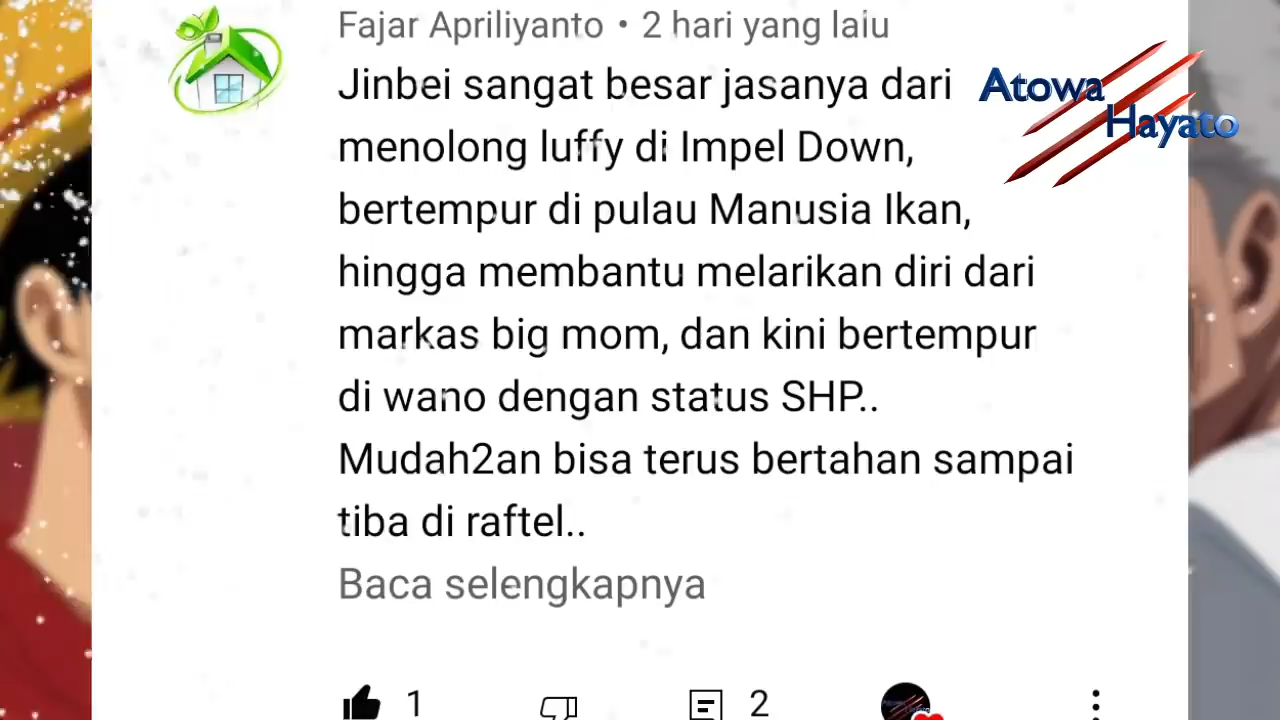 Fajar Apriliyanto • 2 hari yang lalu
Jinbei sangat besar jasanya dari
menolong luffy di Impel Down,
bertempur di pulau Manusia Ikan,
hingga membantu melarikan diri dari
markas big mom, dan kini bertempur
di wano dengan status SHP..
Mudah2an bisa terus bertahan sampai
tiba di raftel..
Baca selengkapnya
1
2
Atowa
Hayato